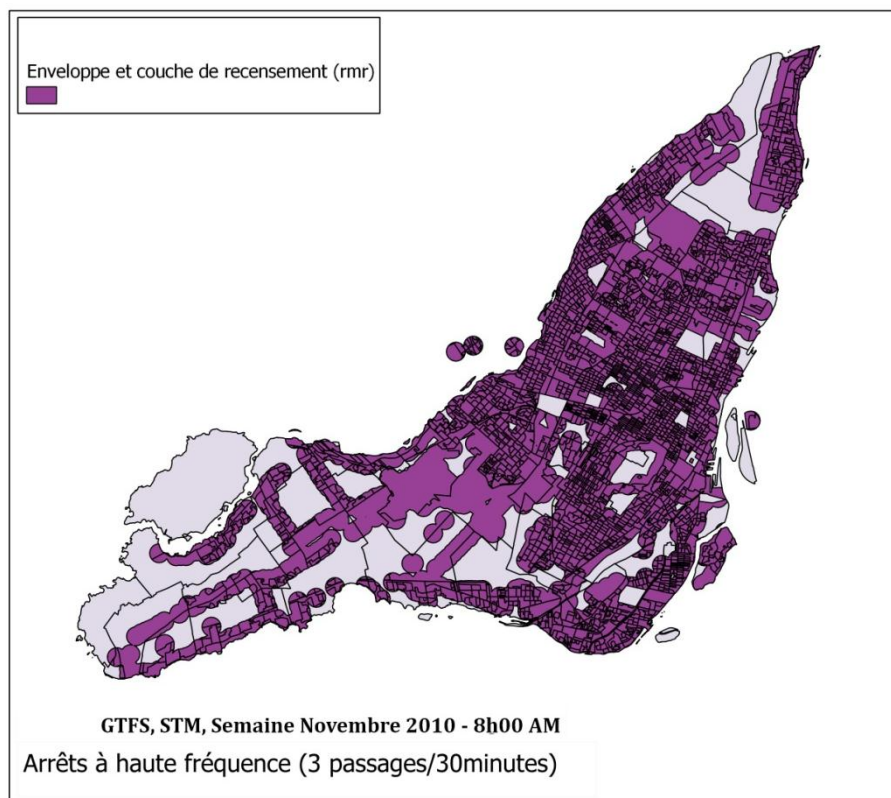 Enveloppe et couche de recensement (rmr)
GTFS, STM, Semaine Novembre 2010 - 8h00 AM
Arrêts à haute fréquence (3 passages/30minutes)